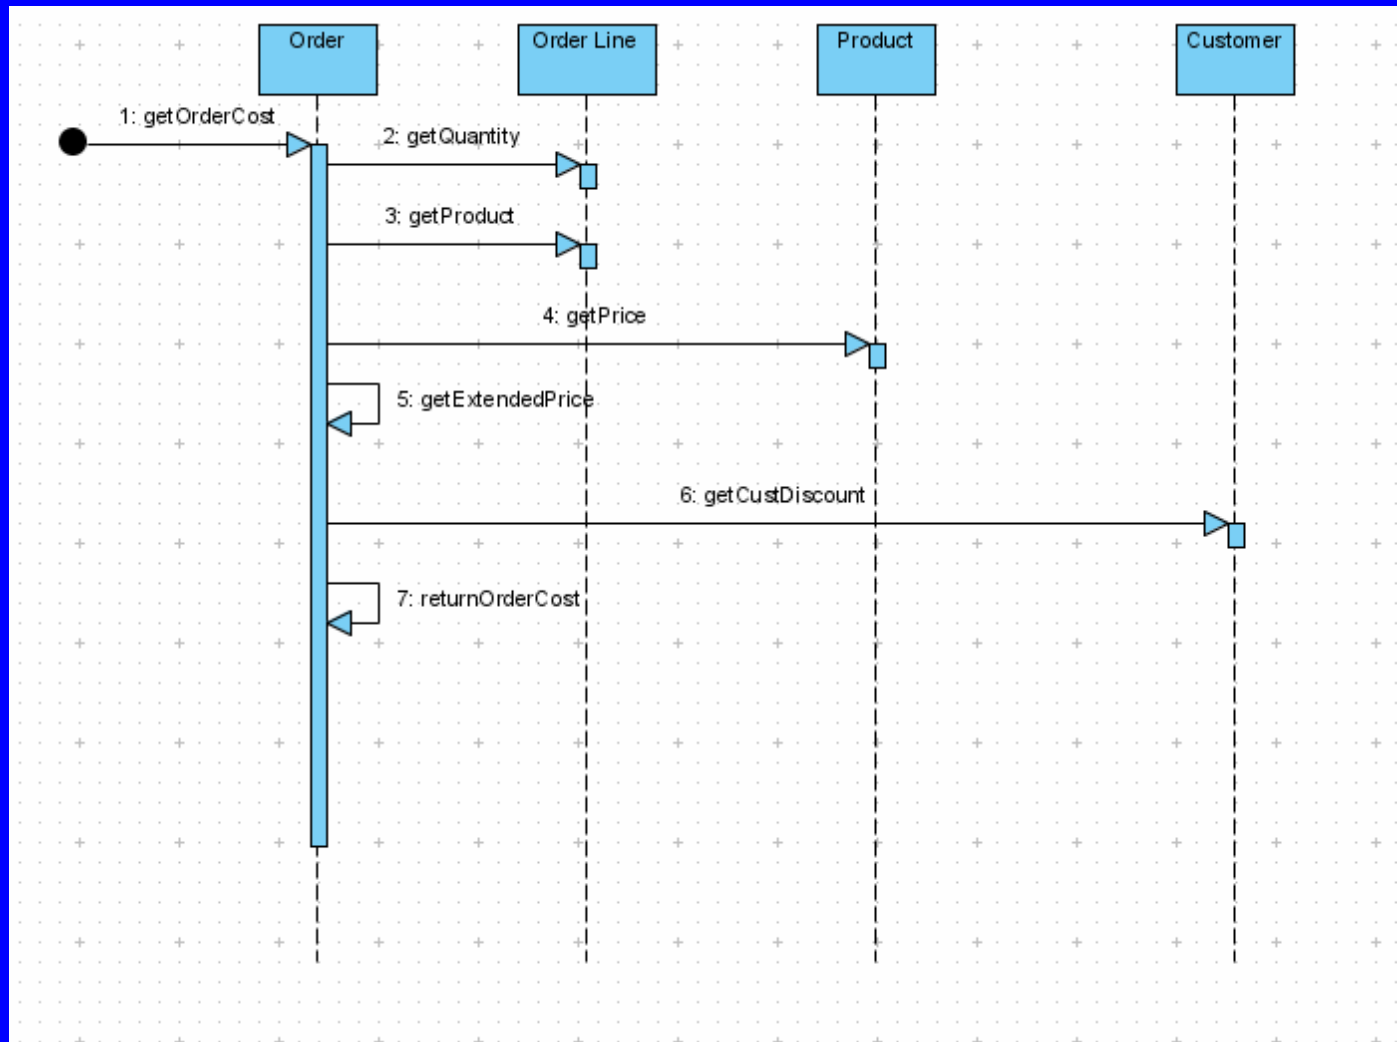 Order
Order Line
Product
Customer
1: getOrderCost
2: getQuantity
3: getProduct
4: getPrice
5: getExtendedPrice
6: getCustDiscount
7: returnOrderCost